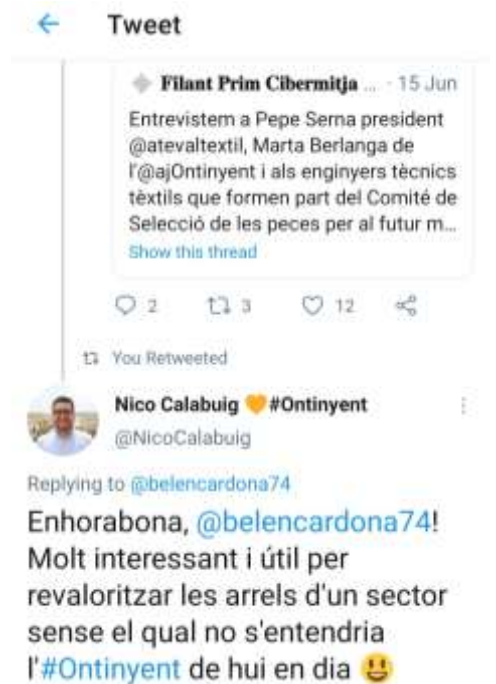 Tweet
Filant Prim Cibermitja ... · 15 Jun
Entrevistem a Pepe Serna president
@atevaltextil, Marta Berlanga de
l'@ajOntinyent i als enginyers tècnics
tèxtils que formen part del Comité de
Selecció de les peces per al futur m...
Show this thread
2 3 12
You Retweeted
Nico Calabuig 🧡#Ontinyent
@NicoCalabuig
Replying to @belencardona74
Enhorabona, @belencardona74!
Molt interessant i útil per
revaloritzar les arrels d'un sector
sense el qual no s'entendria
l'#Ontinyent de hui en dia 😃